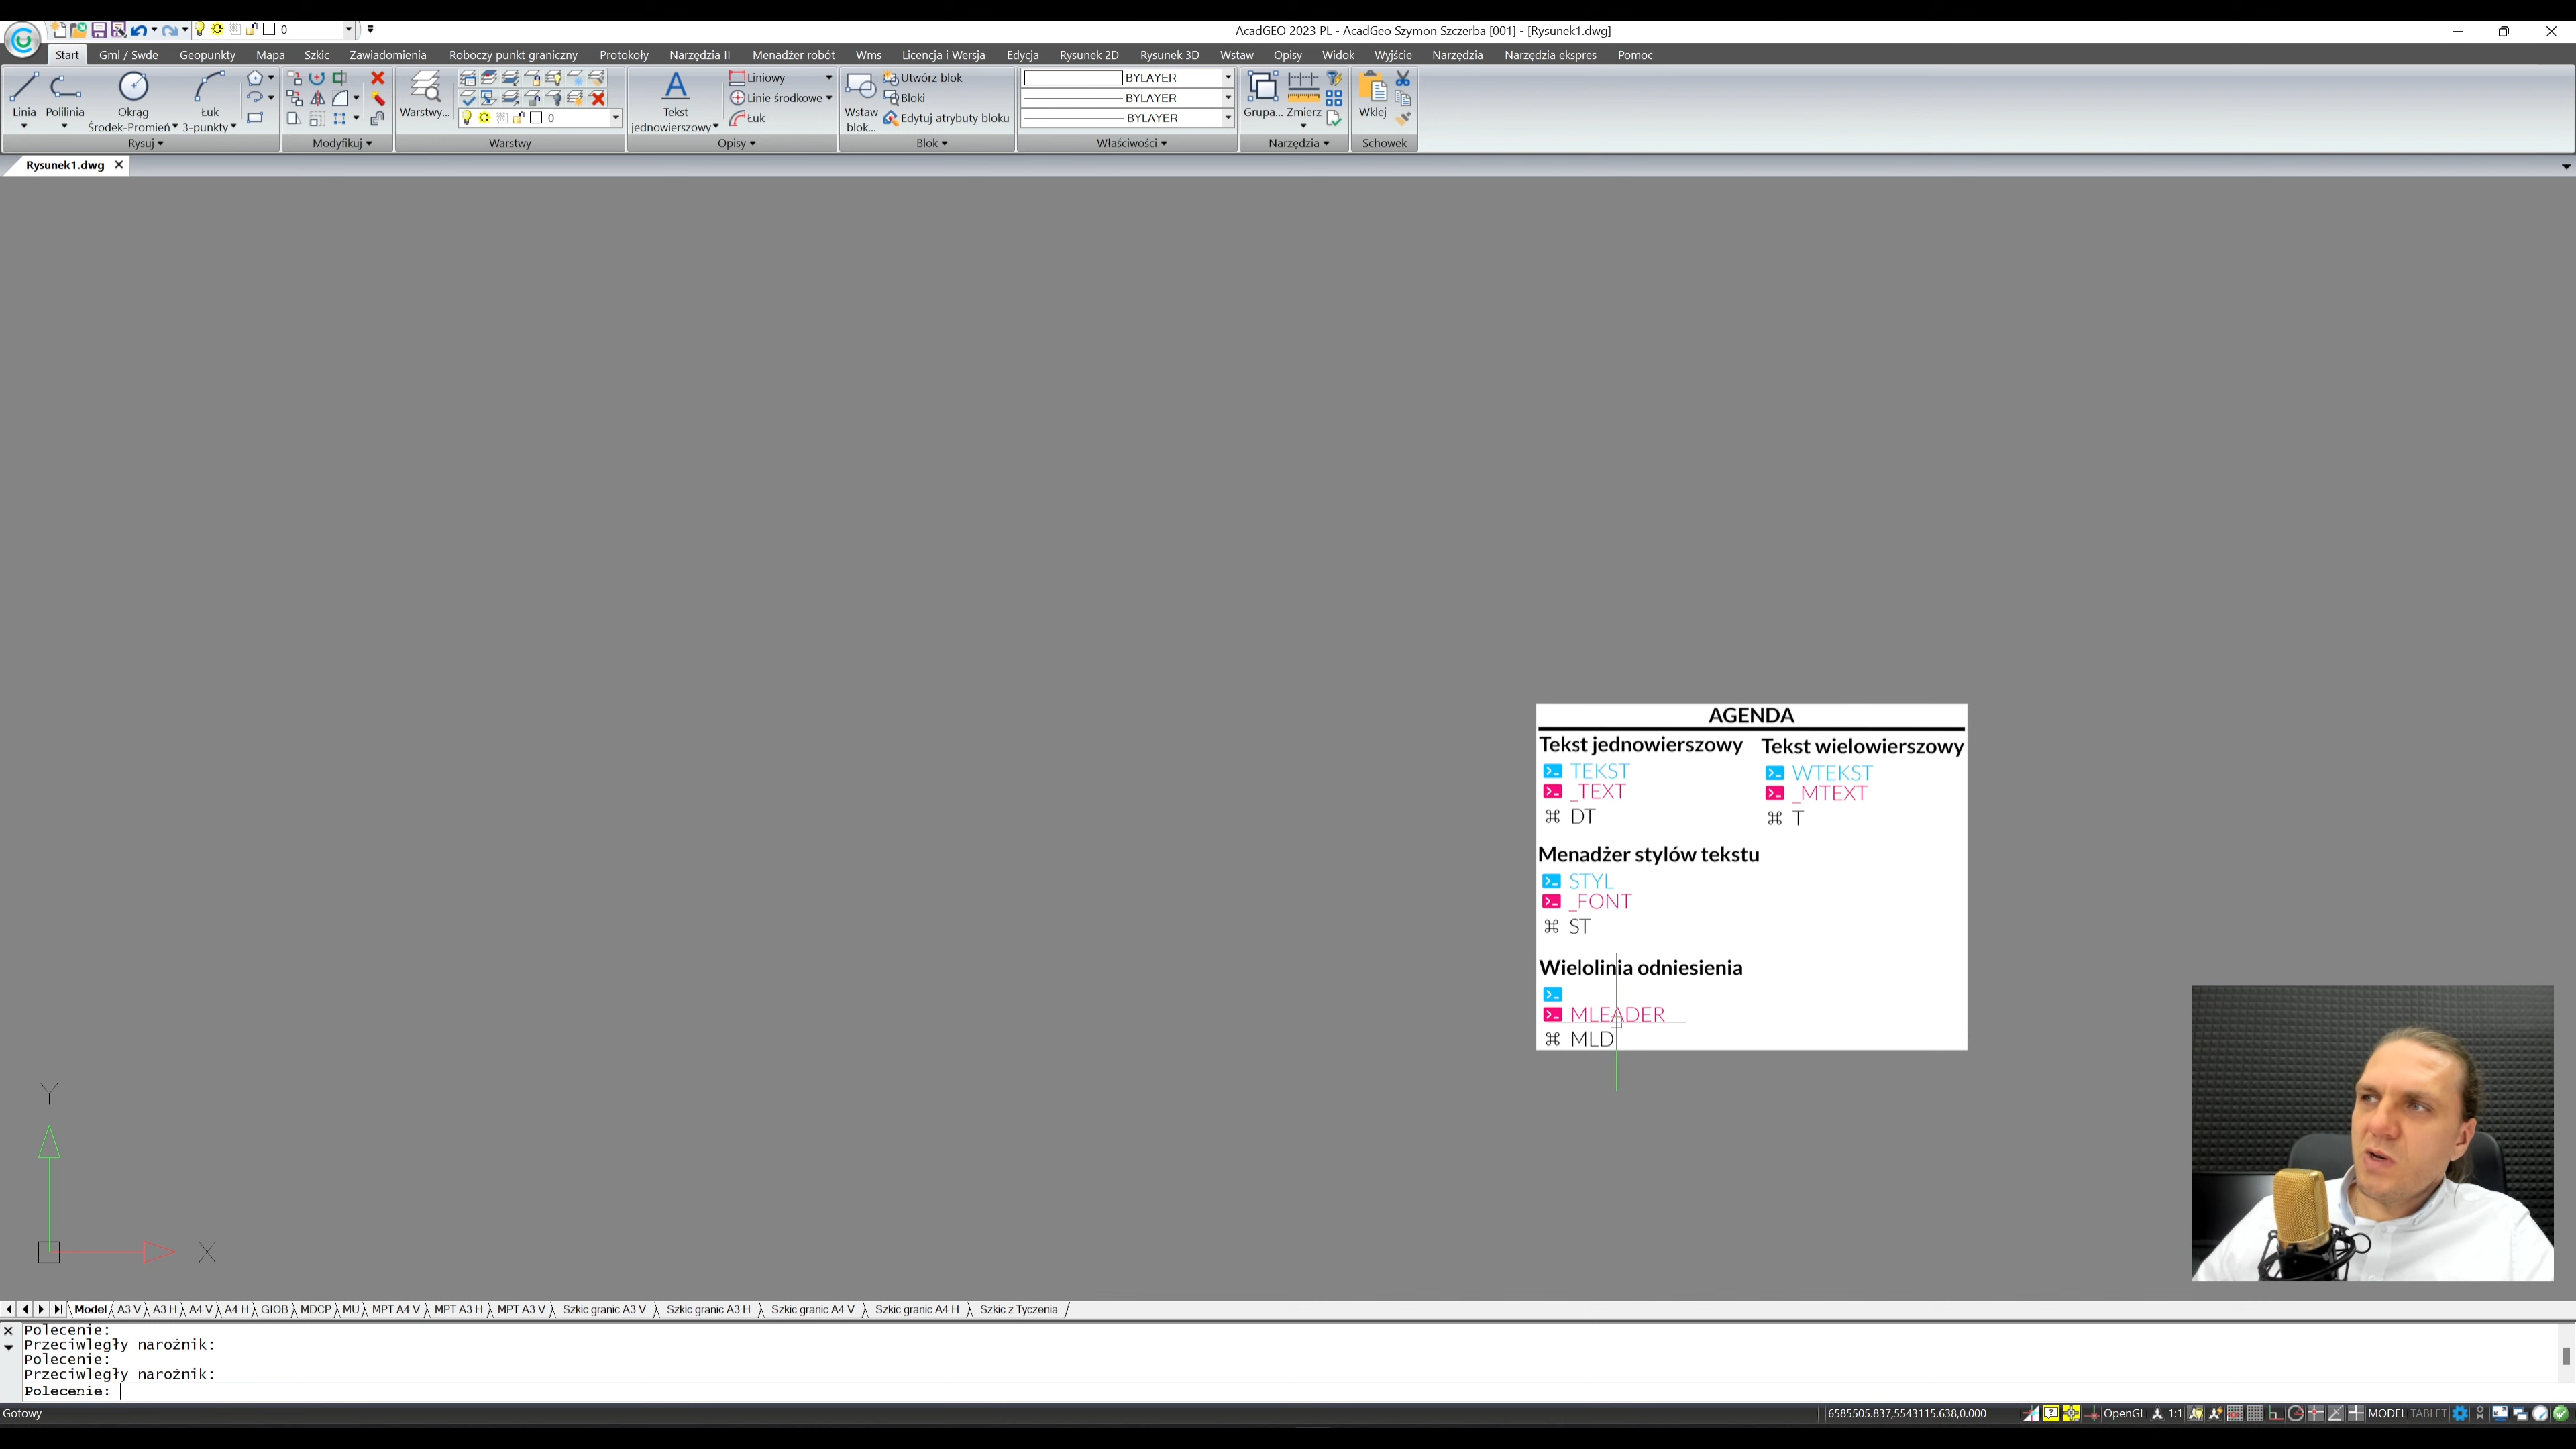 0
AcadGEO 2023 PL - AcadGeo Szymon Szczerba [001] - [Rysunek1.dwg]
Start Gml / Swde Geopunkty Mapa Szkic Zawiadomienia Roboczy punkt graniczny Protokoły Narzędzia II Menadżer robót Wms Licencja i Wersja Edycja Rysunek 2D Rysunek 3D Wstaw Opisy Widok Wyjście Narzędzia Narzędzia ekspres Pomoc
Linia
Polilinia
Okrąg
Środek-Promień
Łuk
3-punkty
Rysuj
Modyfikuj
Warstwy...
0
Warstwy
Tekst
jednowierszowy
Liniowy
Linie środkowe
Łuk
Opisy
Wstaw
blok...
Utwórz blok
Bloki
Edytuj atrybuty bloku
Blok
BYLAYER
BYLAYER
BYLAYER
Właściwości
Grupa...
Zmierz
Narzędzia
Wklej
Schowek
Rysunek1.dwg
AGENDA
Tekst jednowierszowy
TEKST
_TEXT
DT
Tekst wielowierszowy
WTEKST
_MTEXT
T
Menadżer stylów tekstu
STYL
_FONT
ST
Wielolinia odniesienia
MLEADER
MLD
Y
X
Model A3 V A3 H A4 V A4 H GIOB MDCP MU MPT A4 V MPT A3 H MPT A3 V Szkic granic A3 V Szkic granic A3 H Szkic granic A4 V Szkic granic A4 H Szkic z Tyczenia
Polecenie:
Przeciwległy narożnik:
Polecenie:
Przeciwległy narożnik:
Polecenie:
Gotowy
6585505.837,5543115.638,0.000
OpenGL 1:1 MODEL TABLET